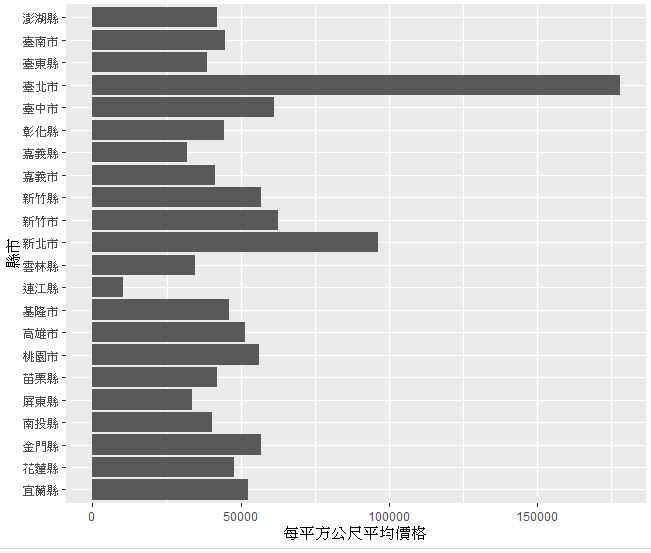 澎湖縣
臺南市
臺東縣
臺北市
臺中市
彰化縣
嘉義縣
嘉義市
新竹縣
新竹市
新北市
雲林縣
連江縣
基隆市
高雄市
桃園市
苗栗縣
屏東縣
南投縣
金門縣
花蓮縣
宜蘭縣
縣市
0 50000 100000 150000
每平方公尺平均價格